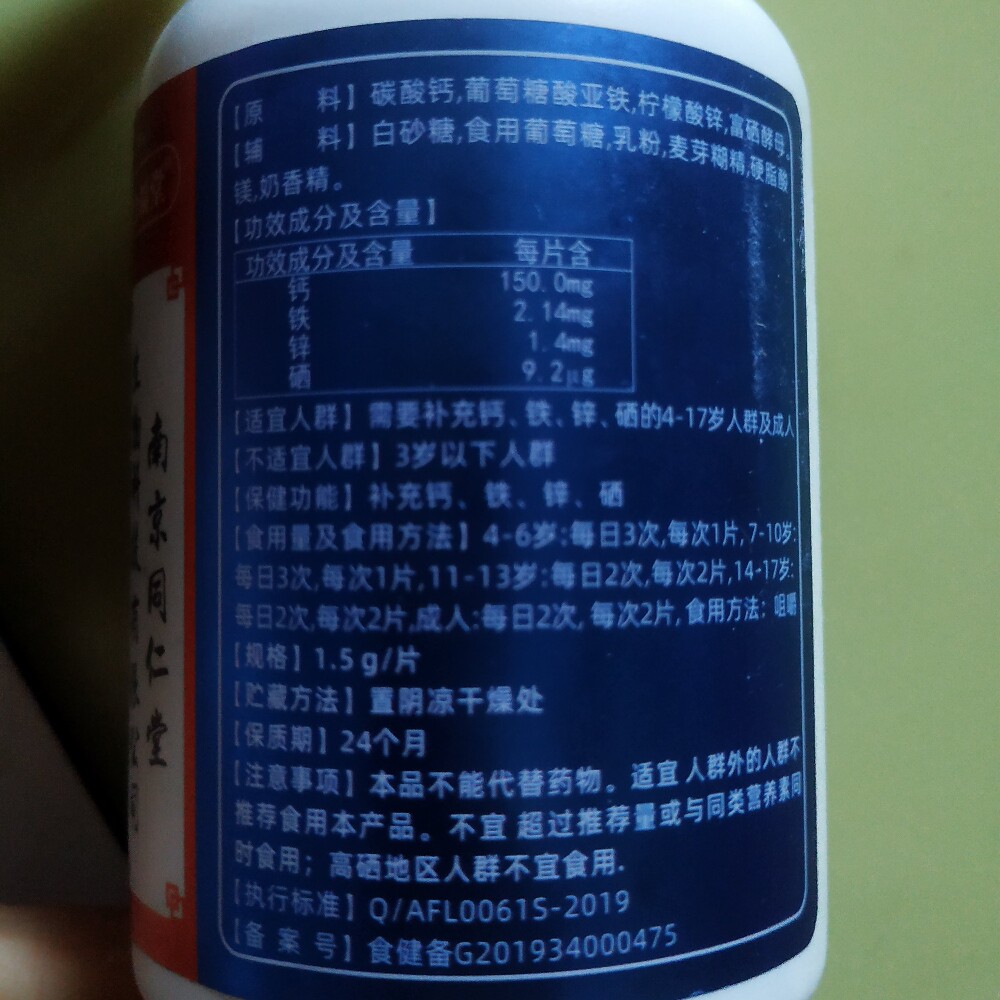 【原　　料】碳酸钙,葡萄糖酸亚铁,柠檬酸锌,富硒酵母。
【辅　　料】白砂糖,食用葡萄糖,乳粉,麦芽糊精,硬脂酸
镁,奶香精。
【功效成分及含量】
功效成分及含量 每片含
钙 150.0mg
铁 2.14mg
锌 1.4mg
硒 9.2μg
【适宜人群】需要补充钙、铁、锌、硒的4-17岁人群及成人
【不适宜人群】3岁以下人群
【保健功能】补充钙、铁、锌、硒
【食用量及食用方法】4-6岁:每日3次,每次1片,7-10岁:
每日3次,每次1片,11-13岁:每日2次,每次2片,14-17岁:
每日2次,每次2片,成人:每日2次,每次2片,食用方法：咀嚼
【规格】1.5g/片
【贮藏方法】置阴凉干燥处
【保质期】24个月
【注意事项】本品不能代替药物。适宜人群外的人群不
推荐食用本产品。不宜超过推荐量或与同类营养素同
时食用；高硒地区人群不宜食用.
【执行标准】Q/AFL0061S-2019
【备案号】食健备G201934000475
南京同仁堂